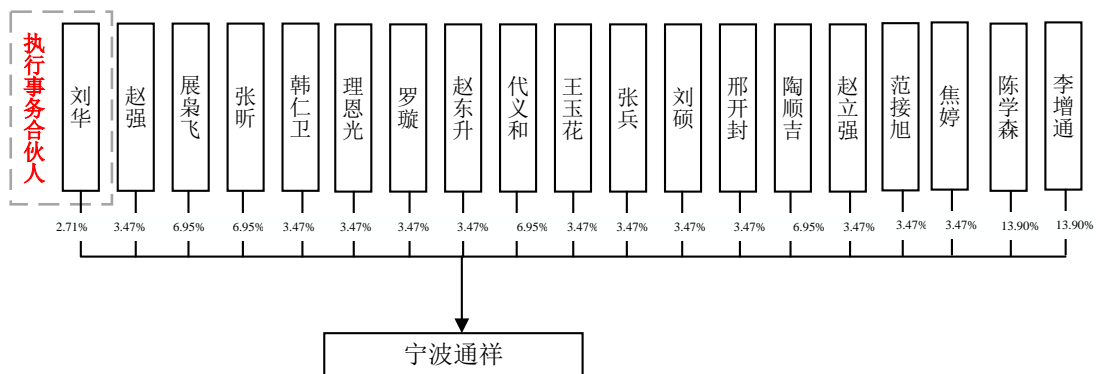 执行事务合伙人
刘华
赵强
展枭飞
张昕
韩仁卫
理恩光
罗璇
赵东升
代义和
王玉花
张兵
刘硕
邢开封
陶顺吉
赵立强
范接旭
焦婷
陈学森
李增通
2.71%
3.47%
6.95%
6.95%
3.47%
3.47%
3.47%
3.47%
6.95%
3.47%
3.47%
3.47%
3.47%
6.95%
3.47%
3.47%
3.47%
13.90%
13.90%
宁波通祥